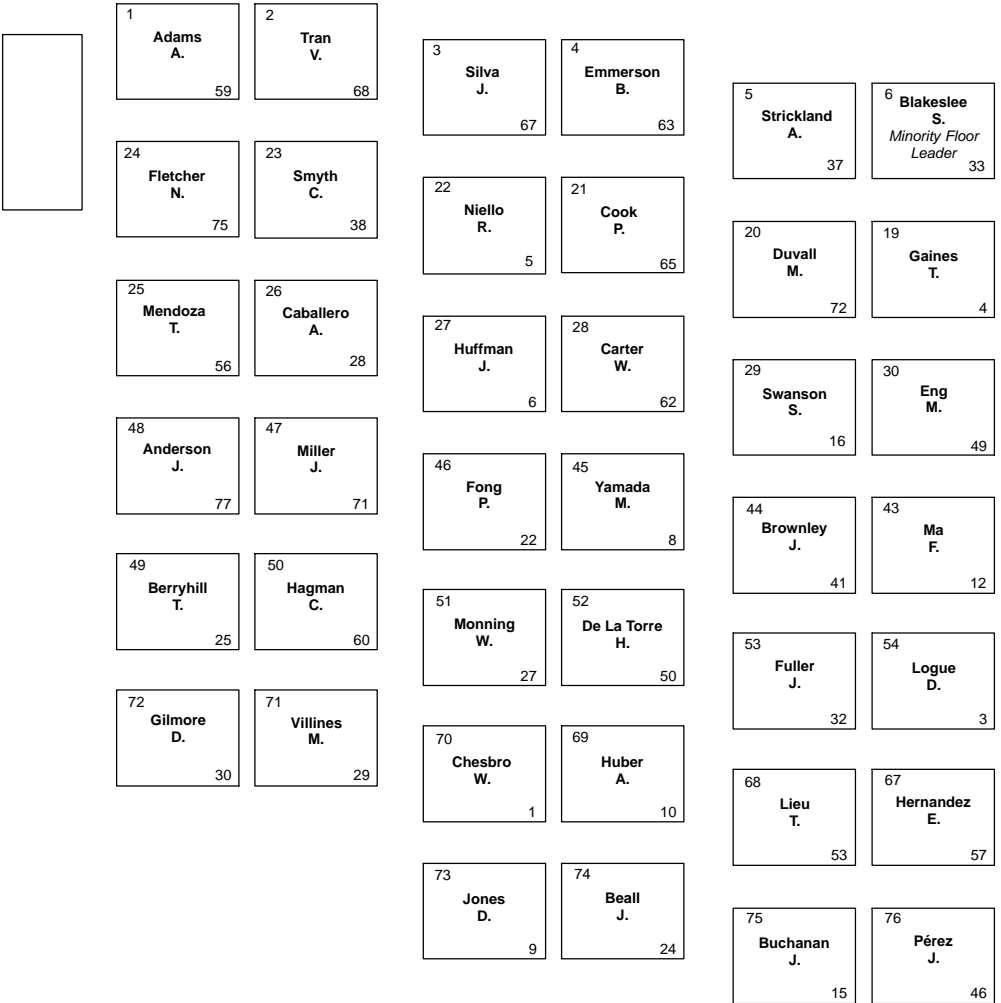 1
Adams
A.
59
2
Tran
V.
68
3
Silva
J.
67
4
Emmerson
B.
63
5
Strickland
A.
37
6
Blakeslee
S.
Minority Floor
Leader
33
24
Fletcher
N.
75
23
Smyth
C.
38
22
Niello
R.
5
21
Cook
P.
65
20
Duvall
M.
72
19
Gaines
T.
4
25
Mendoza
T.
56
26
Caballero
A.
28
27
Huffman
J.
6
28
Carter
W.
62
29
Swanson
S.
16
30
Eng
M.
49
48
Anderson
J.
77
47
Miller
J.
71
46
Fong
P.
22
45
Yamada
M.
8
44
Brownley
J.
41
43
Ma
F.
12
49
Berryhill
T.
25
50
Hagman
C.
60
51
Monning
W.
27
52
De La Torre
H.
50
53
Fuller
J.
32
54
Logue
D.
3
72
Gilmore
D.
30
71
Villines
M.
29
70
Chesbro
W.
1
69
Huber
A.
10
68
Lieu
T.
53
67
Hernandez
E.
57
73
Jones
D.
9
74
Beall
J.
24
75
Buchanan
J.
15
76
Pérez
J.
46